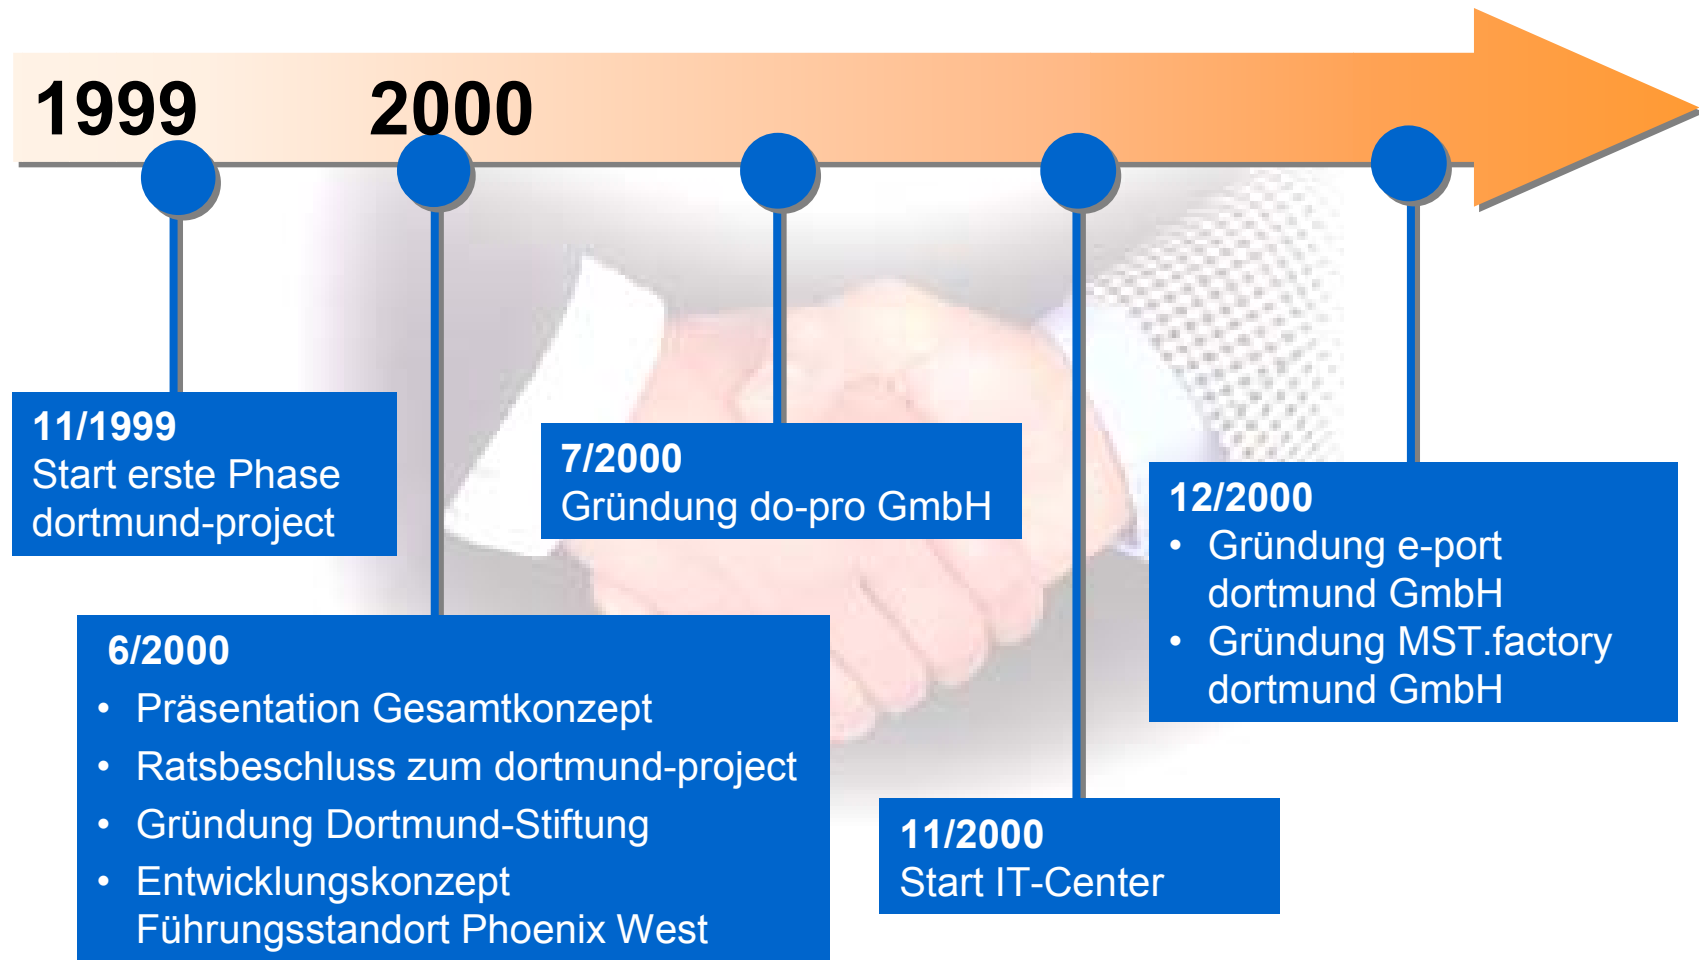 1999
2000
11/1999
Start erste Phase
dortmund-project
6/2000
• Präsentation Gesamtkonzept
• Ratsbeschluss zum dortmund-project
• Gründung Dortmund-Stiftung
• Entwicklungskonzept
Führungsstandort Phoenix West
7/2000
Gründung do-pro GmbH
11/2000
Start IT-Center
12/2000
• Gründung e-port
dortmund GmbH
• Gründung MST.factory
dortmund GmbH